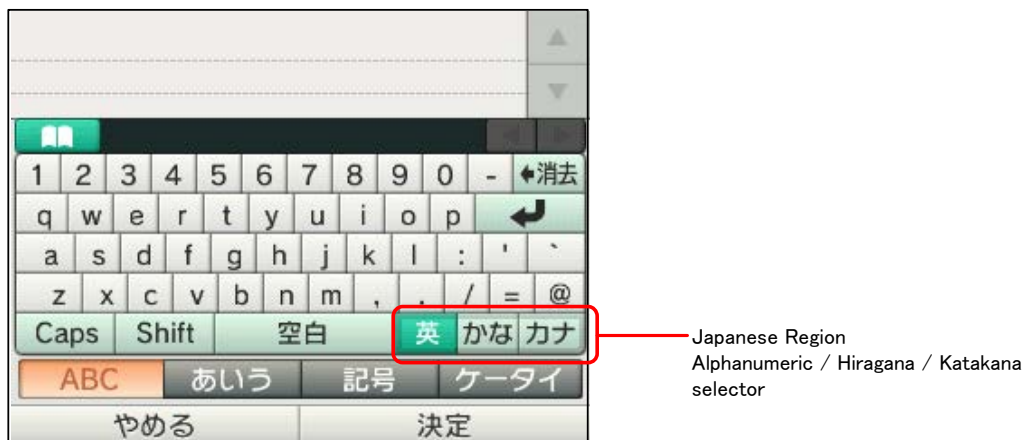 1 2 3 4 5 6 7 8 9 0 - 消去
q w e r t y u i o p
a s d f g h j k l : ' `
z x c v b n m , . / = @
Caps Shift 空白 英 かな カナ
ABC あいう 記号 ケータイ
やめる 決定
Japanese Region
Alphanumeric / Hiragana / Katakana
selector